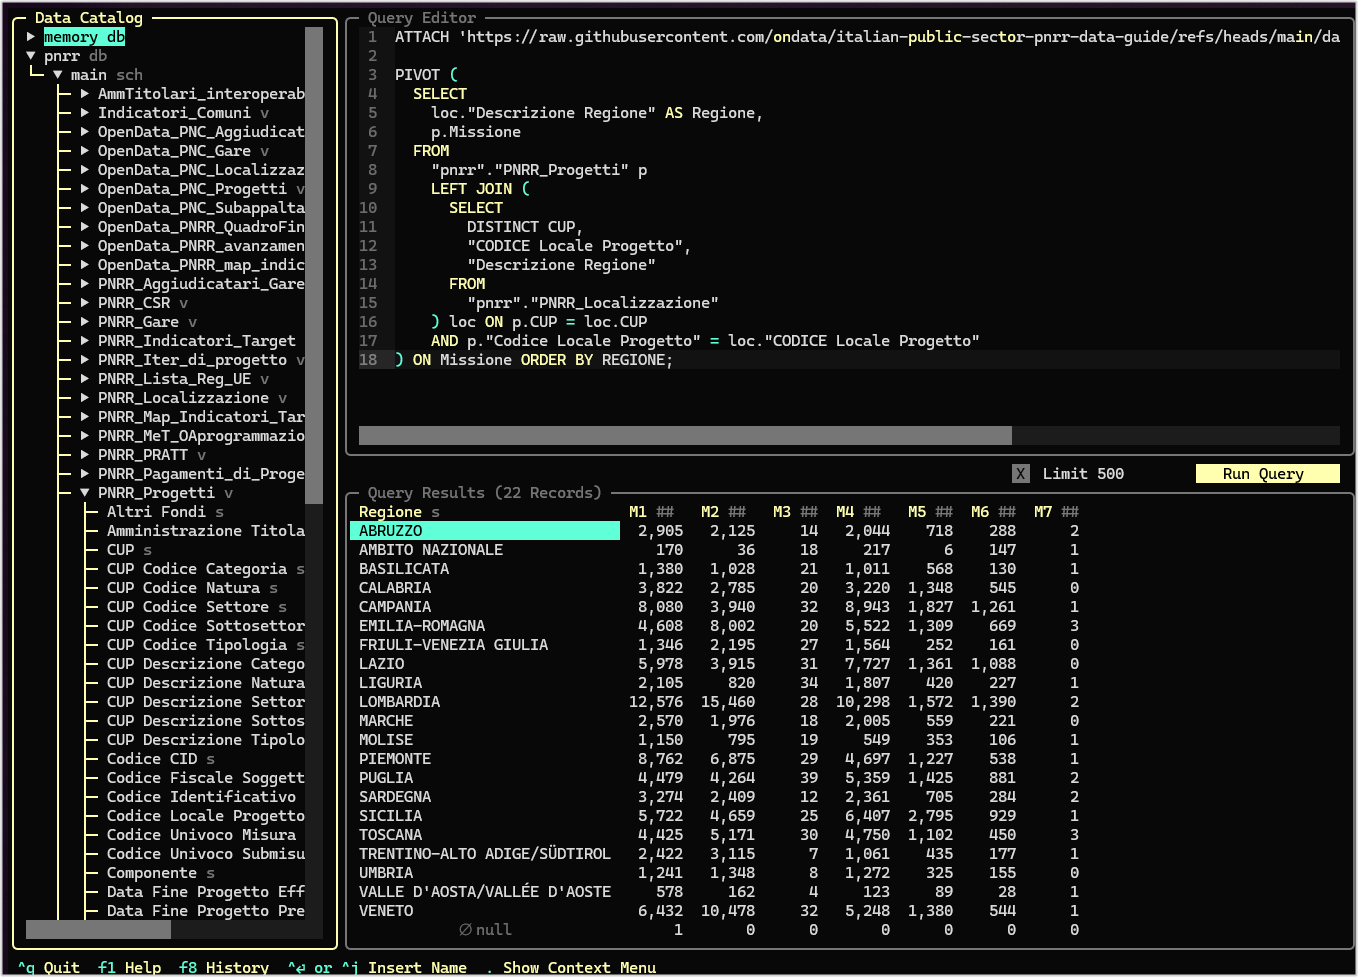 Data Catalog
▶ memory db
▼ pnrr db
▼ main sch
▶ AmmTitolari_interoperab
▶ Indicatori_Comuni v
▶ OpenData_PNC_Aggiudicat
▶ OpenData_PNC_Gare v
▶ OpenData_PNC_Localizzaz
▶ OpenData_PNC_Progetti v
▶ OpenData_PNC_Subappalta
▶ OpenData_PNRR_QuadroFin
▶ OpenData_PNRR_avanzamen
▶ OpenData_PNRR_map_indic
▶ PNRR_Aggiudicatari_Gare
▶ PNRR_CSR v
▶ PNRR_Gare v
▶ PNRR_Indicatori_Target
▶ PNRR_Iter_di_progetto v
▶ PNRR_Lista_Reg_UE v
▶ PNRR_Localizzazione v
▶ PNRR_Map_Indicatori_Tar
▶ PNRR_MeT_OAprogrammazio
▶ PNRR_PRATT v
▶ PNRR_Pagamenti_di_Proge
▼ PNRR_Progetti v
Altri Fondi s
Amministrazione Titola
CUP s
CUP Codice Categoria s
CUP Codice Natura s
CUP Codice Settore s
CUP Codice Sottosettor
CUP Codice Tipologia s
CUP Descrizione Catego
CUP Descrizione Natura
CUP Descrizione Settor
CUP Descrizione Sottos
CUP Descrizione Tipolo
Codice CID s
Codice Fiscale Soggett
Codice Identificativo
Codice Locale Progetto
Codice Univoco Misura
Codice Univoco Submisu
Componente s
Data Fine Progetto Eff
Data Fine Progetto Pre
Query Editor
1 ATTACH 'https://raw.githubusercontent.com/ondata/italian-public-sector-pnrr-data-guide/refs/heads/main/da
2
3 PIVOT (
4 SELECT
5 loc."Descrizione Regione" AS Regione,
6 p.Missione
7 FROM
8 "pnrr"."PNRR_Progetti" p
9 LEFT JOIN (
10 SELECT
11 DISTINCT CUP,
12 "CODICE Locale Progetto",
13 "Descrizione Regione"
14 FROM
15 "pnrr"."PNRR_Localizzazione"
16 ) loc ON p.CUP = loc.CUP
17 AND p."Codice Locale Progetto" = loc."CODICE Locale Progetto"
18 ) ON Missione ORDER BY REGIONE;
X Limit 500 Run Query
Query Results (22 Records)
Regione s M1 ## M2 ## M3 ## M4 ## M5 ## M6 ## M7 ##
ABRUZZO 2,905 2,125 14 2,044 718 288 2
AMBITO NAZIONALE 170 36 18 217 6 147 1
BASILICATA 1,380 1,028 21 1,011 568 130 1
CALABRIA 3,822 2,785 20 3,220 1,348 545 0
CAMPANIA 8,080 3,940 32 8,943 1,827 1,261 1
EMILIA-ROMAGNA 4,608 8,002 20 5,522 1,309 669 3
FRIULI-VENEZIA GIULIA 1,346 2,195 27 1,564 252 161 0
LAZIO 5,978 3,915 31 7,727 1,361 1,088 0
LIGURIA 2,105 820 34 1,807 420 227 1
LOMBARDIA 12,576 15,460 28 10,298 1,572 1,390 2
MARCHE 2,570 1,976 18 2,005 559 221 0
MOLISE 1,150 795 19 549 353 106 1
PIEMONTE 8,762 6,875 29 4,697 1,227 538 1
PUGLIA 4,479 4,264 39 5,359 1,425 881 2
SARDEGNA 3,274 2,409 12 2,361 705 284 2
SICILIA 5,722 4,659 25 6,407 2,795 929 1
TOSCANA 4,425 5,171 30 4,750 1,102 450 3
TRENTINO-ALTO ADIGE/SÜDTIROL 2,422 3,115 7 1,061 435 177 1
UMBRIA 1,241 1,348 8 1,272 325 155 0
VALLE D'AOSTA/VALLÉE D'AOSTE 578 162 4 123 89 28 1
VENETO 6,432 10,478 32 5,248 1,380 544 1
∅ null 1 0 0 0 0 0 0
^q Quit f1 Help f8 History ^⏎ or ^j Insert Name . Show Context Menu